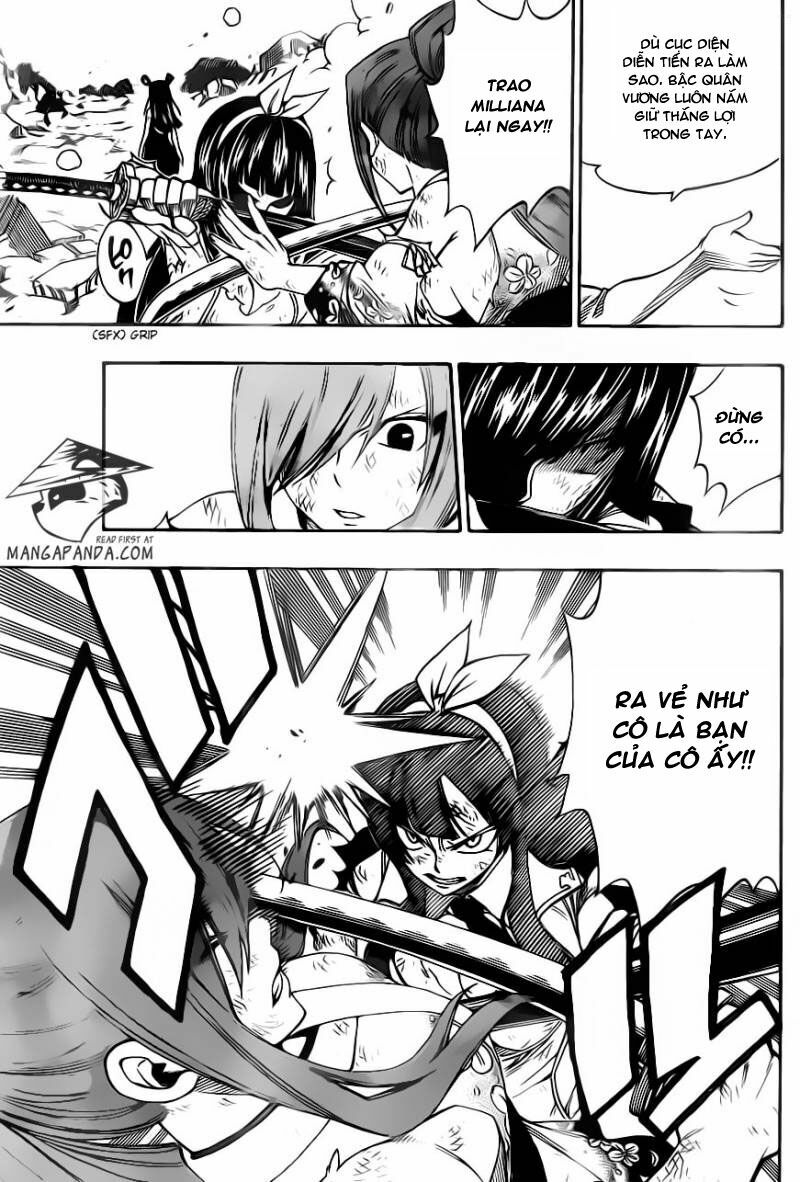 DÙ CỤC DIỆN
DIỄN TIẾN RA LÀM
SAO. BẬC QUÂN
VƯƠNG LUÔN NẮM
GIỮ THẮNG LỢI
TRONG TAY.
TRAO
MILLIANA
LẠI NGAY!!
(SFX) GRIP
ĐỪNG
CÓ...
READ FIRST AT
MANGAPANDA.COM
RA VẺ NHƯ
CÔ LÀ BẠN
CỦA CÔ ẤY!!